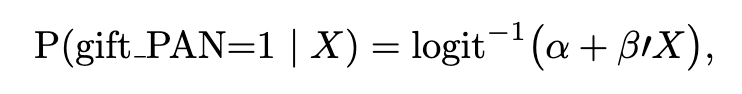 P(gift_PAN=1 | X) = logit⁻¹(α + β′X),